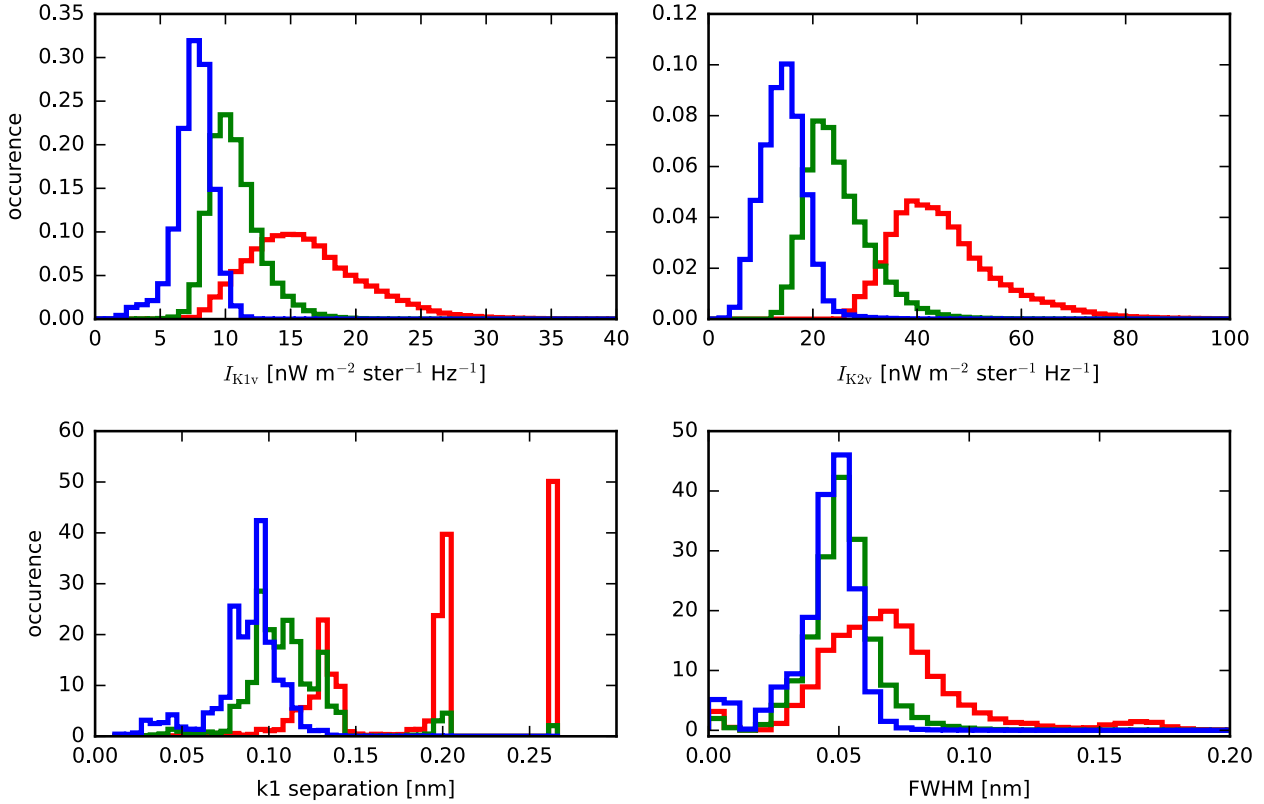 0.35
0.30
0.25
0.20
0.15
0.10
0.05
0.00
occurence
0 5 10 15 20 25 30 35 40
I_K1v [nW m⁻² ster⁻¹ Hz⁻¹]
0.12
0.10
0.08
0.06
0.04
0.02
0.00
0 20 40 60 80 100
I_K2v [nW m⁻² ster⁻¹ Hz⁻¹]
60
50
40
30
20
10
0
occurence
0.00 0.05 0.10 0.15 0.20 0.25
k1 separation [nm]
50
40
30
20
10
0
0.00 0.05 0.10 0.15 0.20
FWHM [nm]